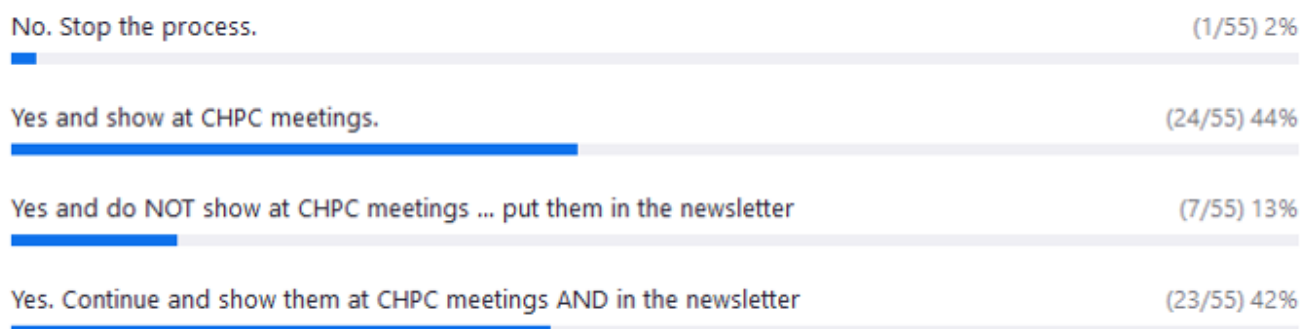 No. Stop the process. (1/55) 2%
Yes and show at CHPC meetings. (24/55) 44%
Yes and do NOT show at CHPC meetings ... put them in the newsletter (7/55) 13%
Yes. Continue and show them at CHPC meetings AND in the newsletter (23/55) 42%